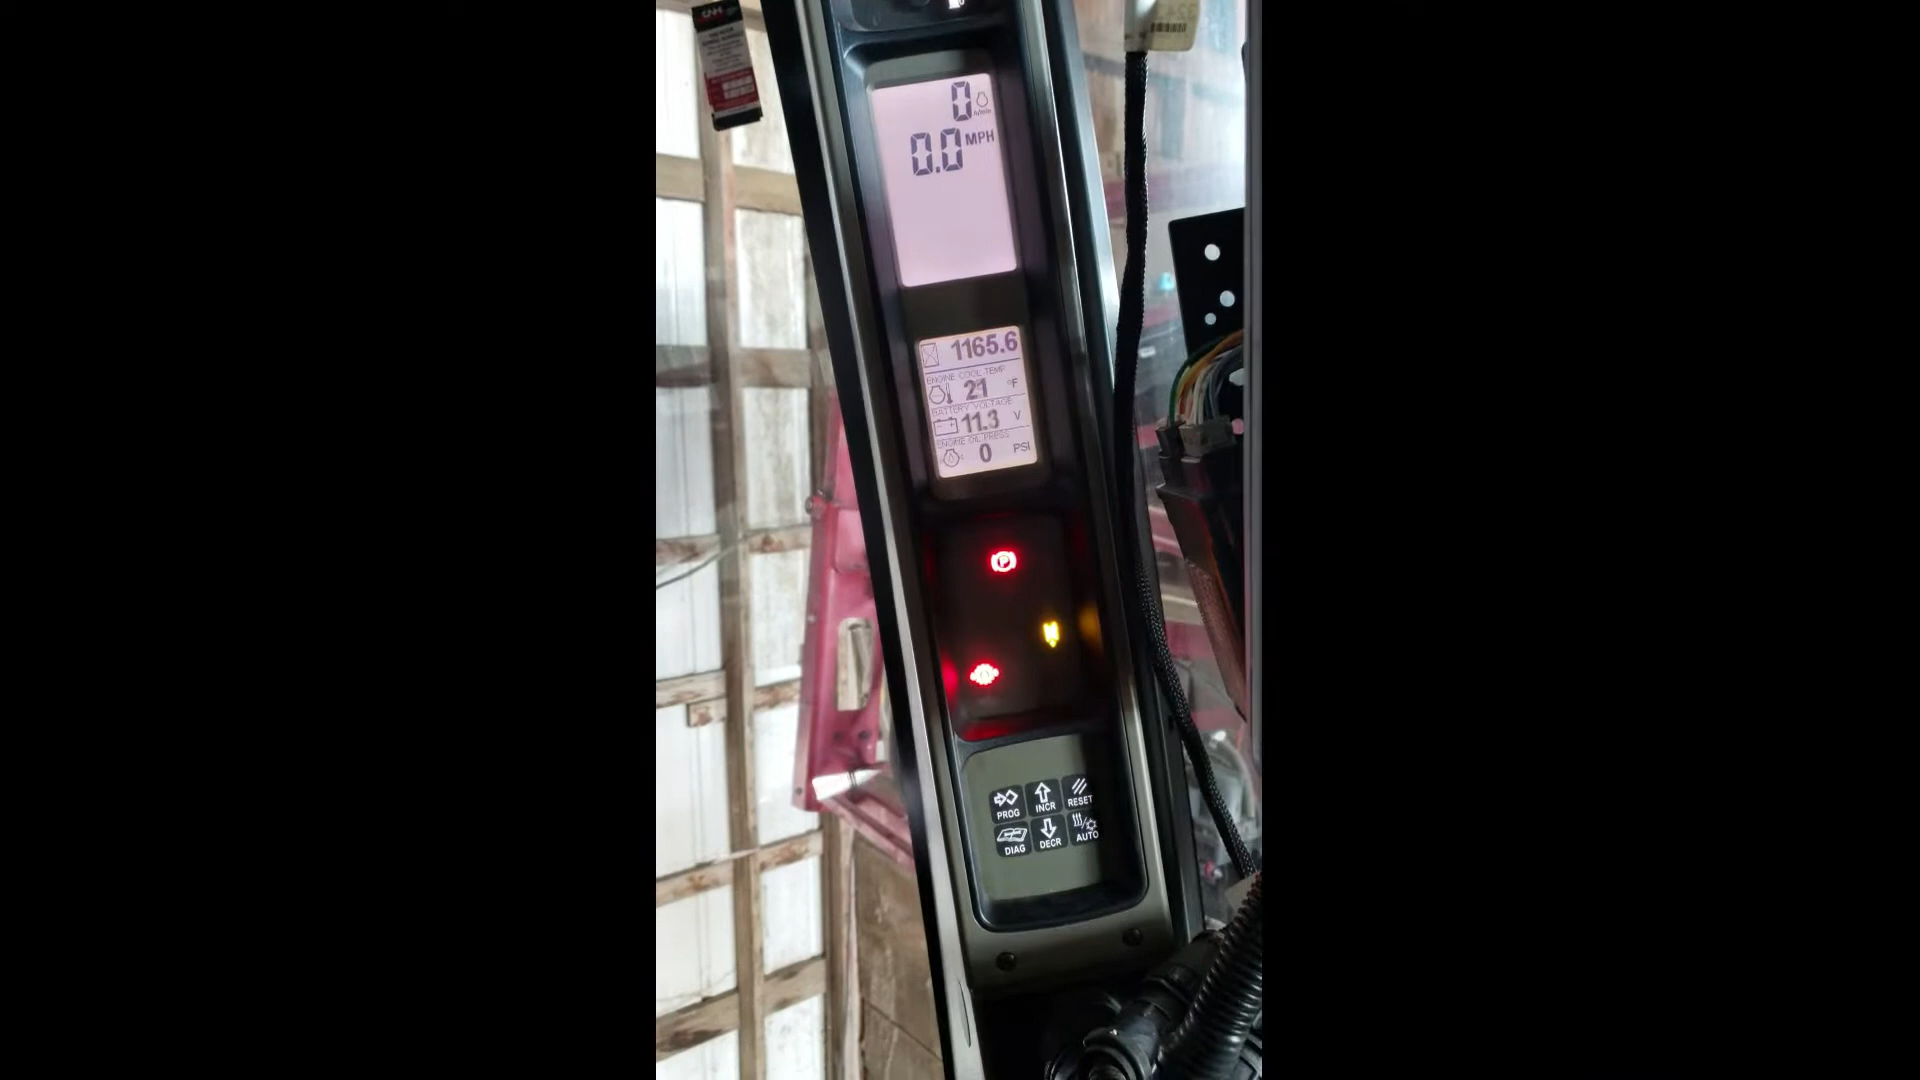 0
0.0 MPH
1165.6
ENGINE COOL TEMP
21 °F
BATTERY VOLTAGE
11.3 V
ENGINE OIL PRESS
0 PSI
P
PROG INCR RESET
DIAG DECR AUTO